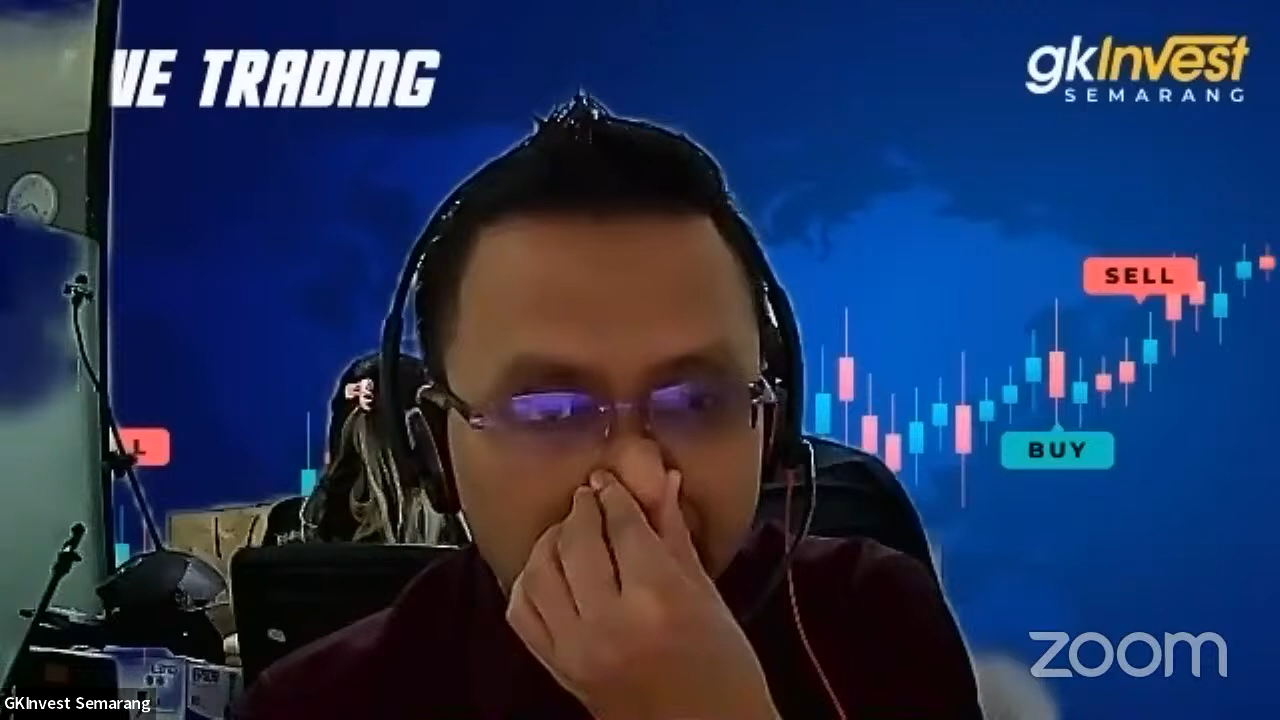 VE TRADING
gkInvest
SEMARANG
SELL
L
BUY
zoom
GKInvest Semarang